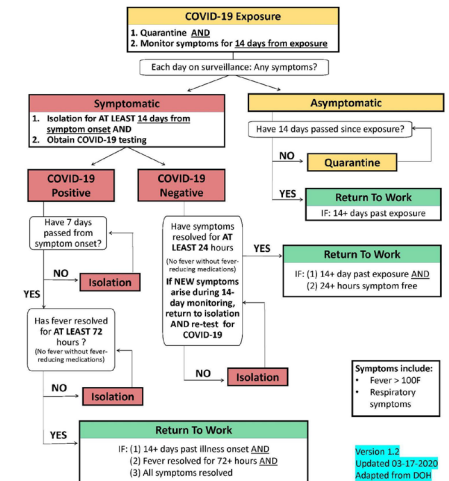 COVID-19 Exposure
1. Quarantine AND
2. Monitor symptoms for 14 days from exposure
Each day on surveillance: Any symptoms?
Symptomatic
1. Isolation for AT LEAST 14 days from
symptom onset AND
2. Obtain COVID-19 testing
Asymptomatic
Have 14 days passed since exposure?
NO
Quarantine
YES
Return To Work
IF: 14+ days past exposure
COVID-19
Positive
COVID-19
Negative
Have 7 days
passed from
symptom onset?
NO
Isolation
YES
Has fever resolved
for AT LEAST 72
hours ?
(No fever without fever-
reducing medications)
NO
Isolation
YES
Have symptoms
resolved for AT
LEAST 24 hours
(No fever without fever-
reducing medications)
If NEW symptoms
arise during 14-
day monitoring,
return to isolation
AND re-test for
COVID-19
YES
Return To Work
IF: (1) 14+ day past exposure AND
(2) 24+ hours symptom free
NO
Isolation
Return To Work
IF: (1) 14+ days past illness onset AND
(2) Fever resolved for 72+ hours AND
(3) All symptoms resolved
Symptoms include:
• Fever > 100F
• Respiratory
symptoms
Version 1.2
Updated 03-17-2020
Adapted from DOH